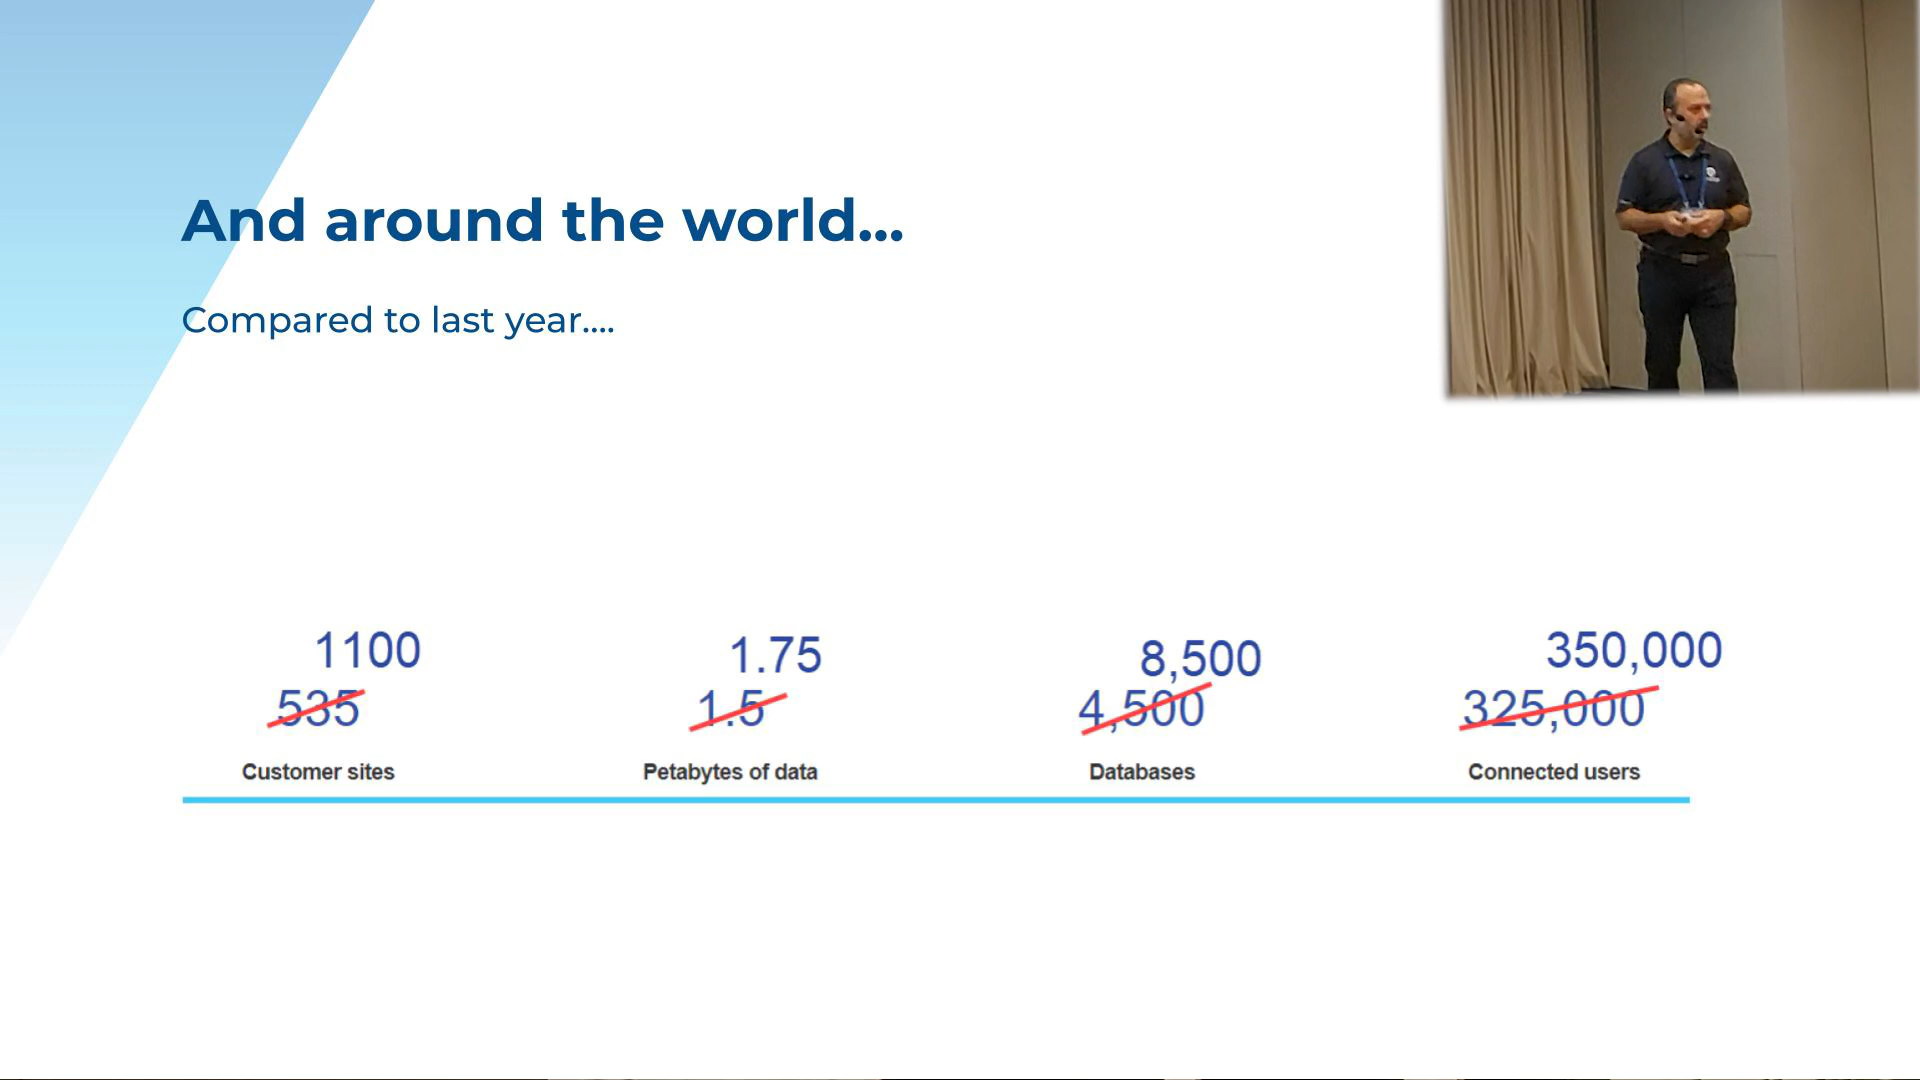 And around the world...
Compared to last year....
1100 1.75 8,500 350,000
535 1.5 4,500 325,000
Customer sites Petabytes of data Databases Connected users